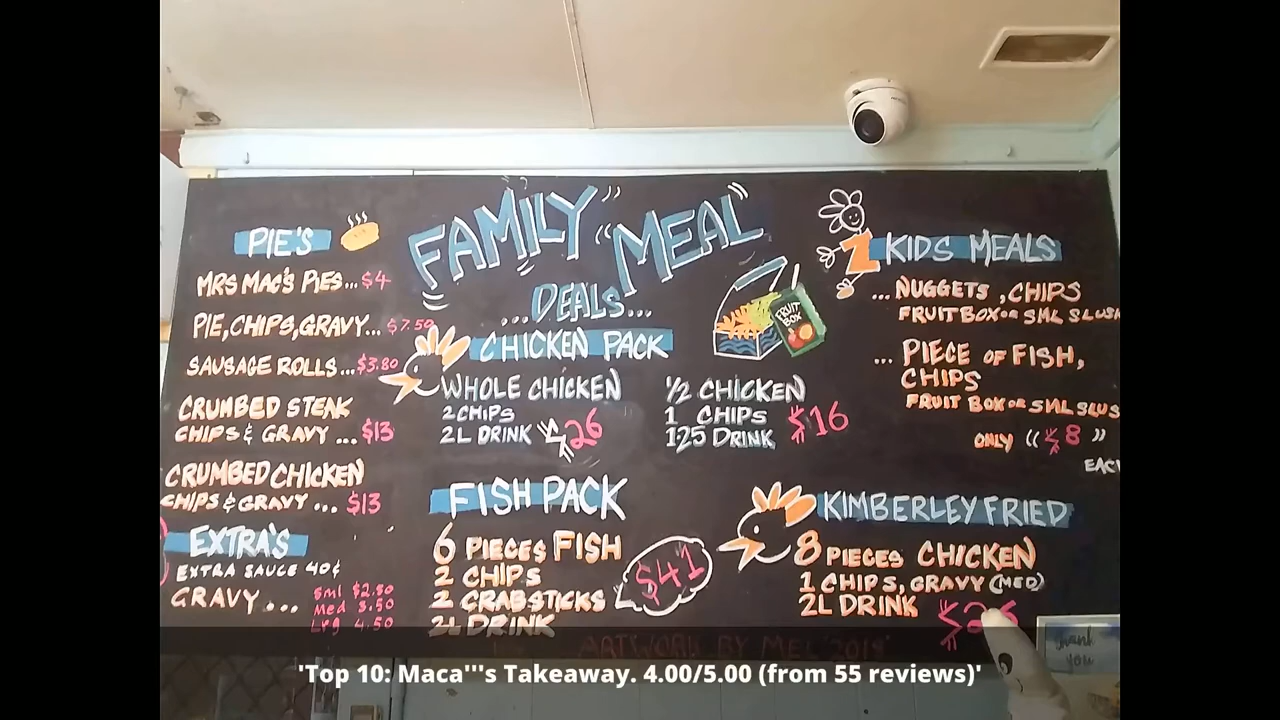 FAMILY MEAL
...DEALS...
PIE'S
MRS MAC'S PIES...$4
PIE, CHIPS, GRAVY... $7.50
SAUSAGE ROLLS...$3.80
CRUMBED STENK
CHIPS & GRAVY ...$13
CRUMBED CHICKEN
CHIPS & GRAVY ... $13
EXTRA'S
EXTRA SAUCE 40¢
GRAVY... sml $2.50
Med 3.50
Lrg 4.50
CHICKEN PACK
WHOLE CHICKEN
2 CHIPS
2L DRINK $26
1/2 CHICKEN
1 CHIPS $16
1.25 DRINK
FRUIT
BOX
FISH PACK
6 PIECES FISH
2 CHIPS
2 CRABSTICKS
2L DRINK
$41
KIDS MEALS
... NUGGETS, CHIPS
FRUIT BOX OR SML SLUSH
... PIECE OF FISH,
CHIPS
FRUIT BOX OR SML SLUS
ONLY (($8))
EACH
KIMBERLEY FRIED
8 PIECES CHICKEN
1 CHIPS, GRAVY (MED)
2L DRINK
ARTWORK BY MEL 2019
Thank
you
'Top 10: Maca'''s Takeaway. 4.00/5.00 (from 55 reviews)'